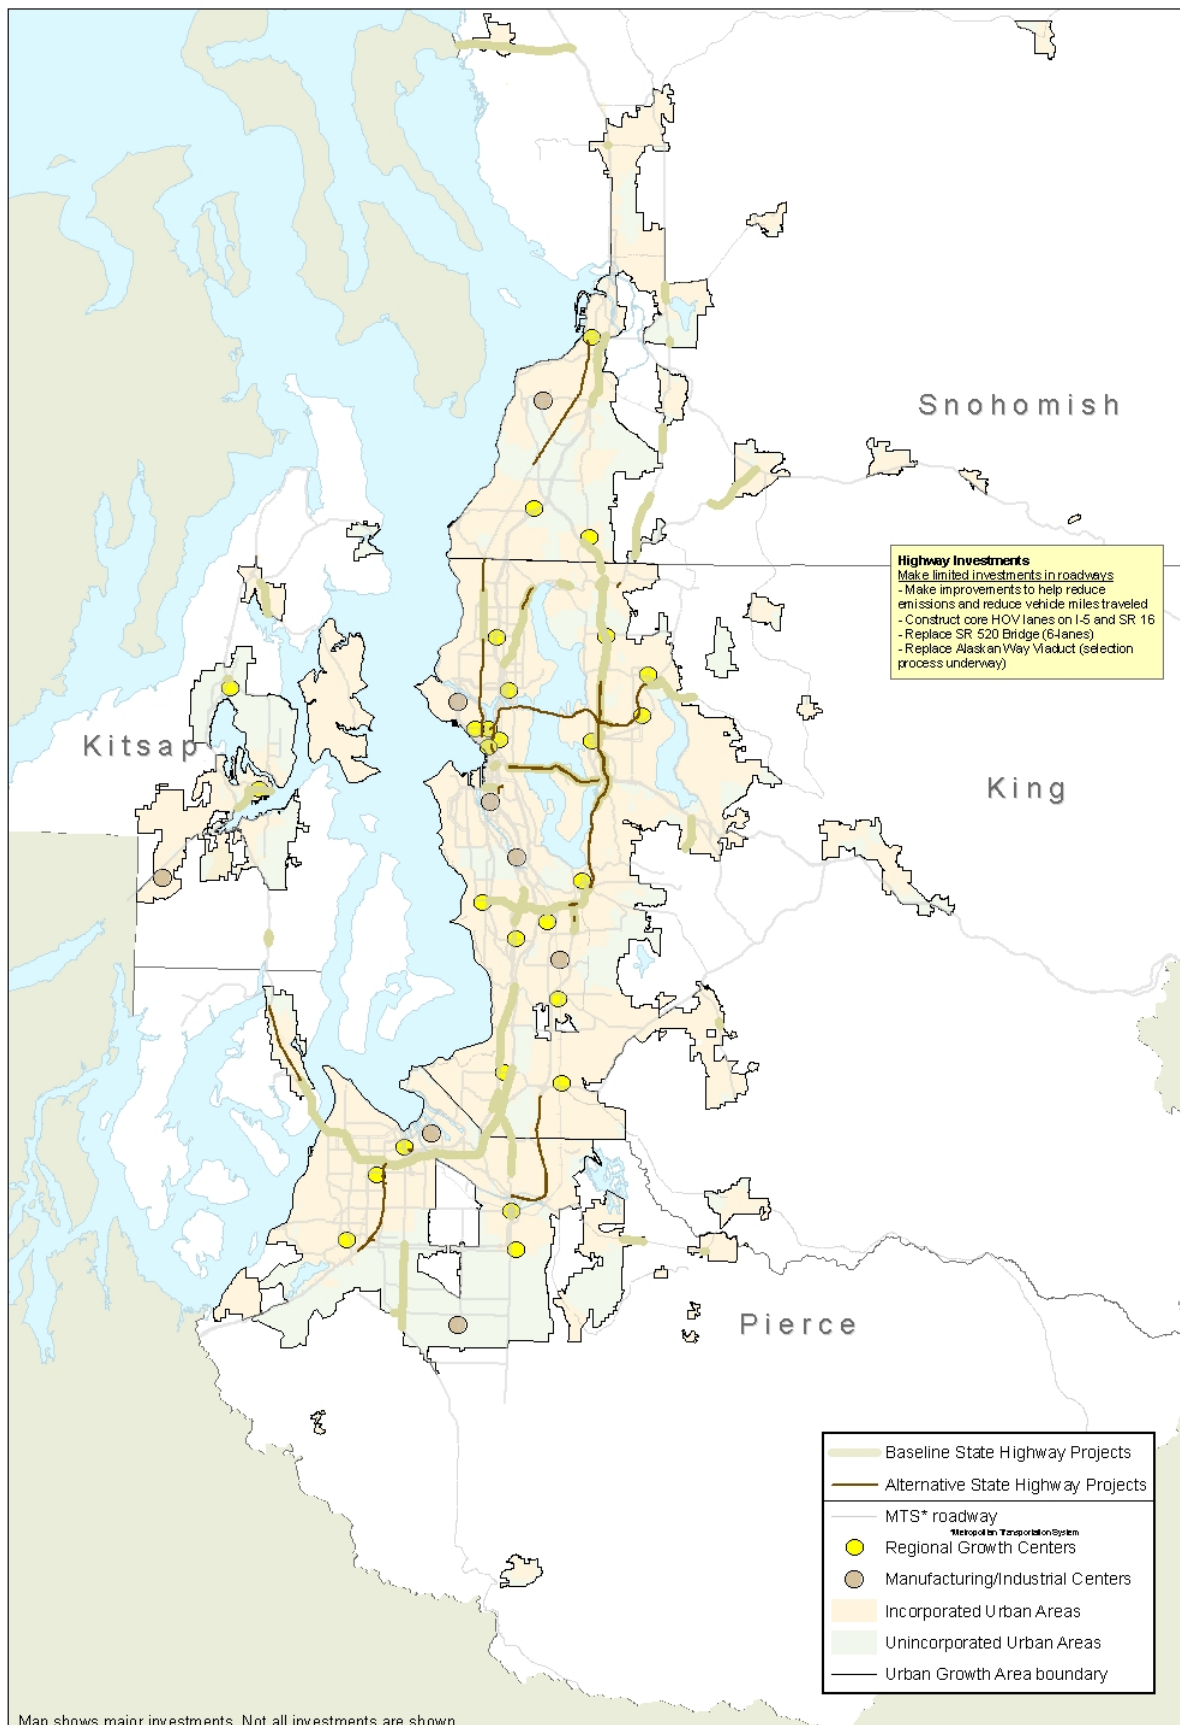 Snohomish
Highway Investments
Make limited investments in roadways
- Make improvements to help reduce
emissions and reduce vehicle miles traveled
- Construct core HOV lanes on I-5 and SR 16
- Replace SR 520 Bridge (6-lanes)
- Replace Alaskan Way Viaduct (selection
process underway)
Kitsap
King
Pierce
Baseline State Highway Projects
Alternative State Highway Projects
MTS* roadway
*Metropolitan Transportation System
Regional Growth Centers
Manufacturing/Industrial Centers
Incorporated Urban Areas
Unincorporated Urban Areas
Urban Growth Area boundary
Map shows major investments. Not all investments are shown